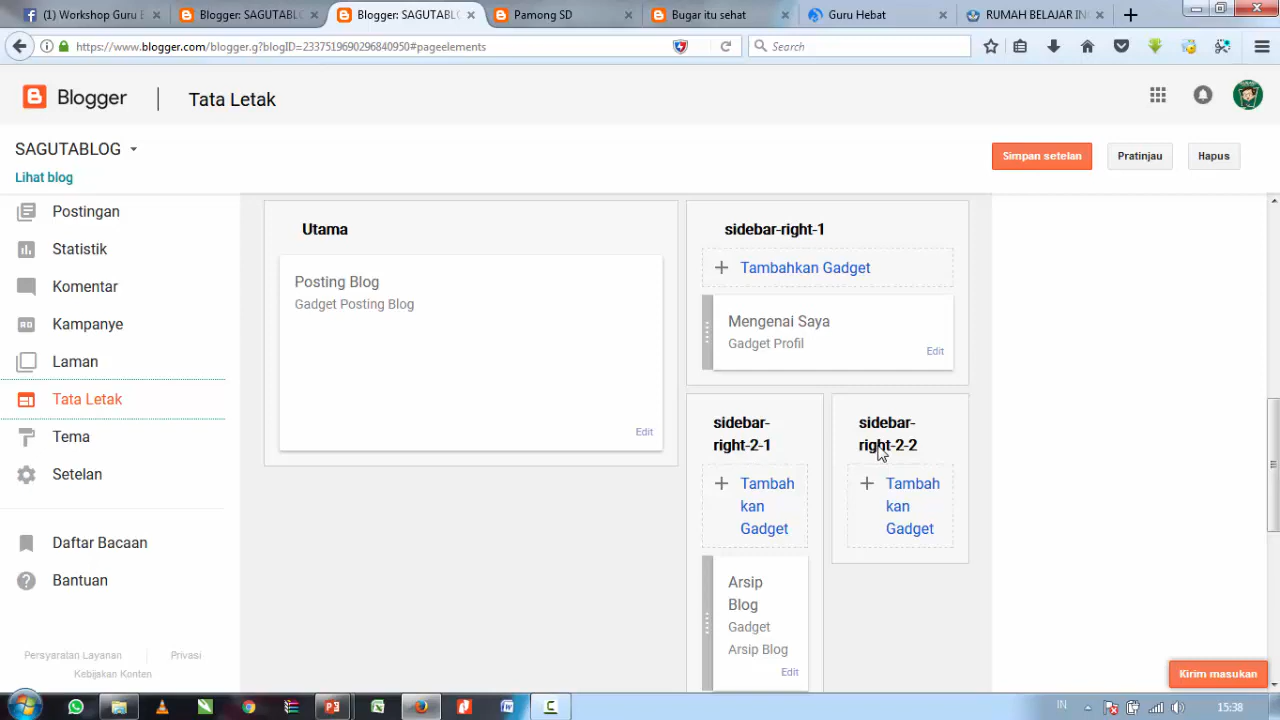 (1) Workshop Guru B
Blogger: SAGUTABLOG
Blogger: SAGUTABL
Pamong SD
Bugar itu sehat
Guru Hebat
RUMAH BELAJAR IN
https://www.blogger.com/blogger.g?blogID=2337519690296840950#pageelements
Search
Blogger
Tata Letak
SAGUTABLOG
Lihat blog
Simpan setelan
Pratinjau
Hapus
Postingan
Statistik
Komentar
Kampanye
Laman
Tata Letak
Tema
Setelan
Daftar Bacaan
Bantuan
Persyaratan Layanan
Privasi
Kebijakan Konten
Utama
Posting Blog
Gadget Posting Blog
Edit
sidebar-right-1
Tambahkan Gadget
Mengenai Saya
Gadget Profil
Edit
sidebar-
right-2-1
Tambah
kan
Gadget
Arsip
Blog
Gadget
Arsip Blog
Edit
sidebar-
right-2-2
Tambah
kan
Gadget
Kirim masukan
IN
15:38